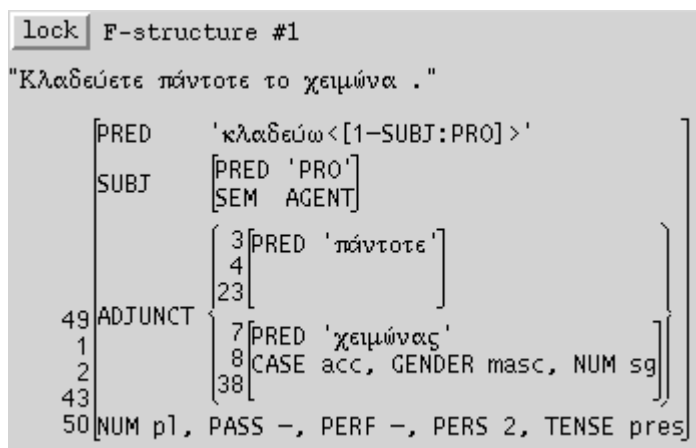 lock F-structure #1
"Κλαδεύετε πάντοτε το χειμώνα ."
PRED 'κλαδεύω<[1-SUBJ:PRO]>'
SUBJ PRED 'PRO'
SEM AGENT
3 PRED 'πάντοτε'
4
23
49 ADJUNCT
1
2
43
7 PRED 'χειμώνας'
8 CASE acc, GENDER masc, NUM sg
38
50 NUM pl, PASS –, PERF –, PERS 2, TENSE pres